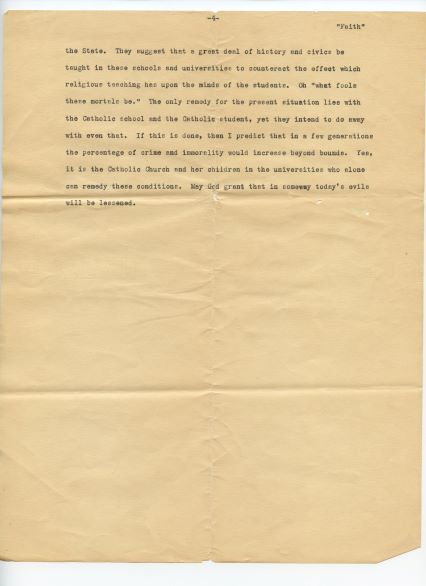 -4-
"Faith"
the State. They suggest that a great deal of history and civics be
taught in these schools and universities to counteract the effect which
religious teaching has upon the minds of the students. Oh "what fools
these mortals be." The only remedy for the present situation lies with
the Catholic school and the Catholic student, yet they intend to do away
with even that. If this is done, then I predict that in a few generations
the percentage of crime and immorality would increase beyond bounds. Yes,
it is the Catholic Church and her children in the universities who alone
can remedy these conditions. May God grant that in someway today's evils
will be lessened.